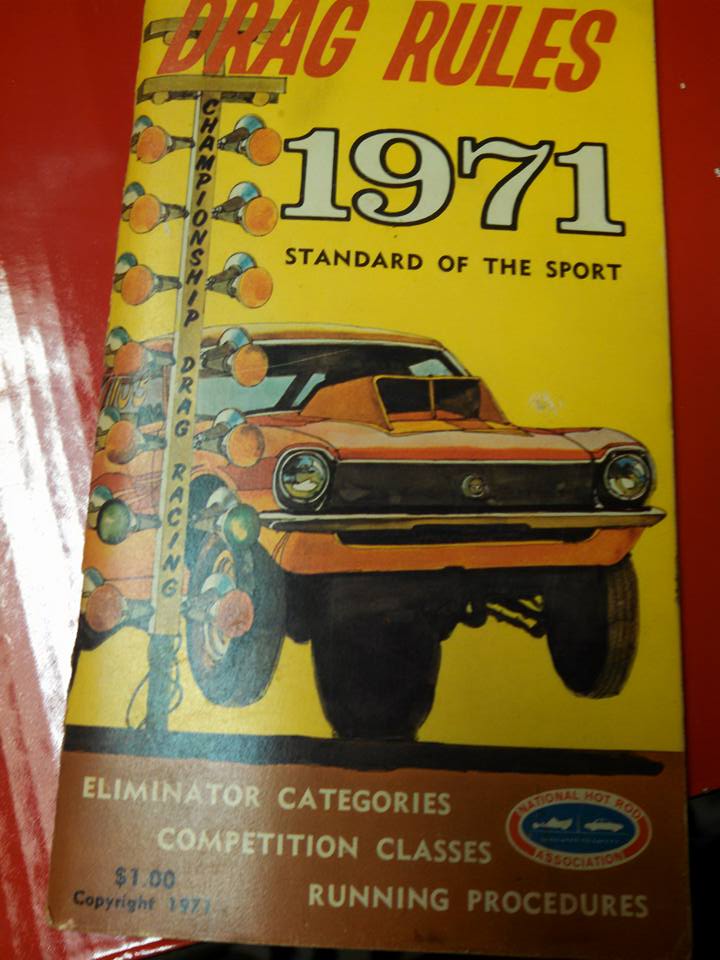 DRAG RULES
1971
STANDARD OF THE SPORT
CHAMPIONSHIP DRAG RACING
ELIMINATOR CATEGORIES
COMPETITION CLASSES
RUNNING PROCEDURES
NATIONAL HOT ROD
ASSOCIATION
$1.00
Copyright 1971